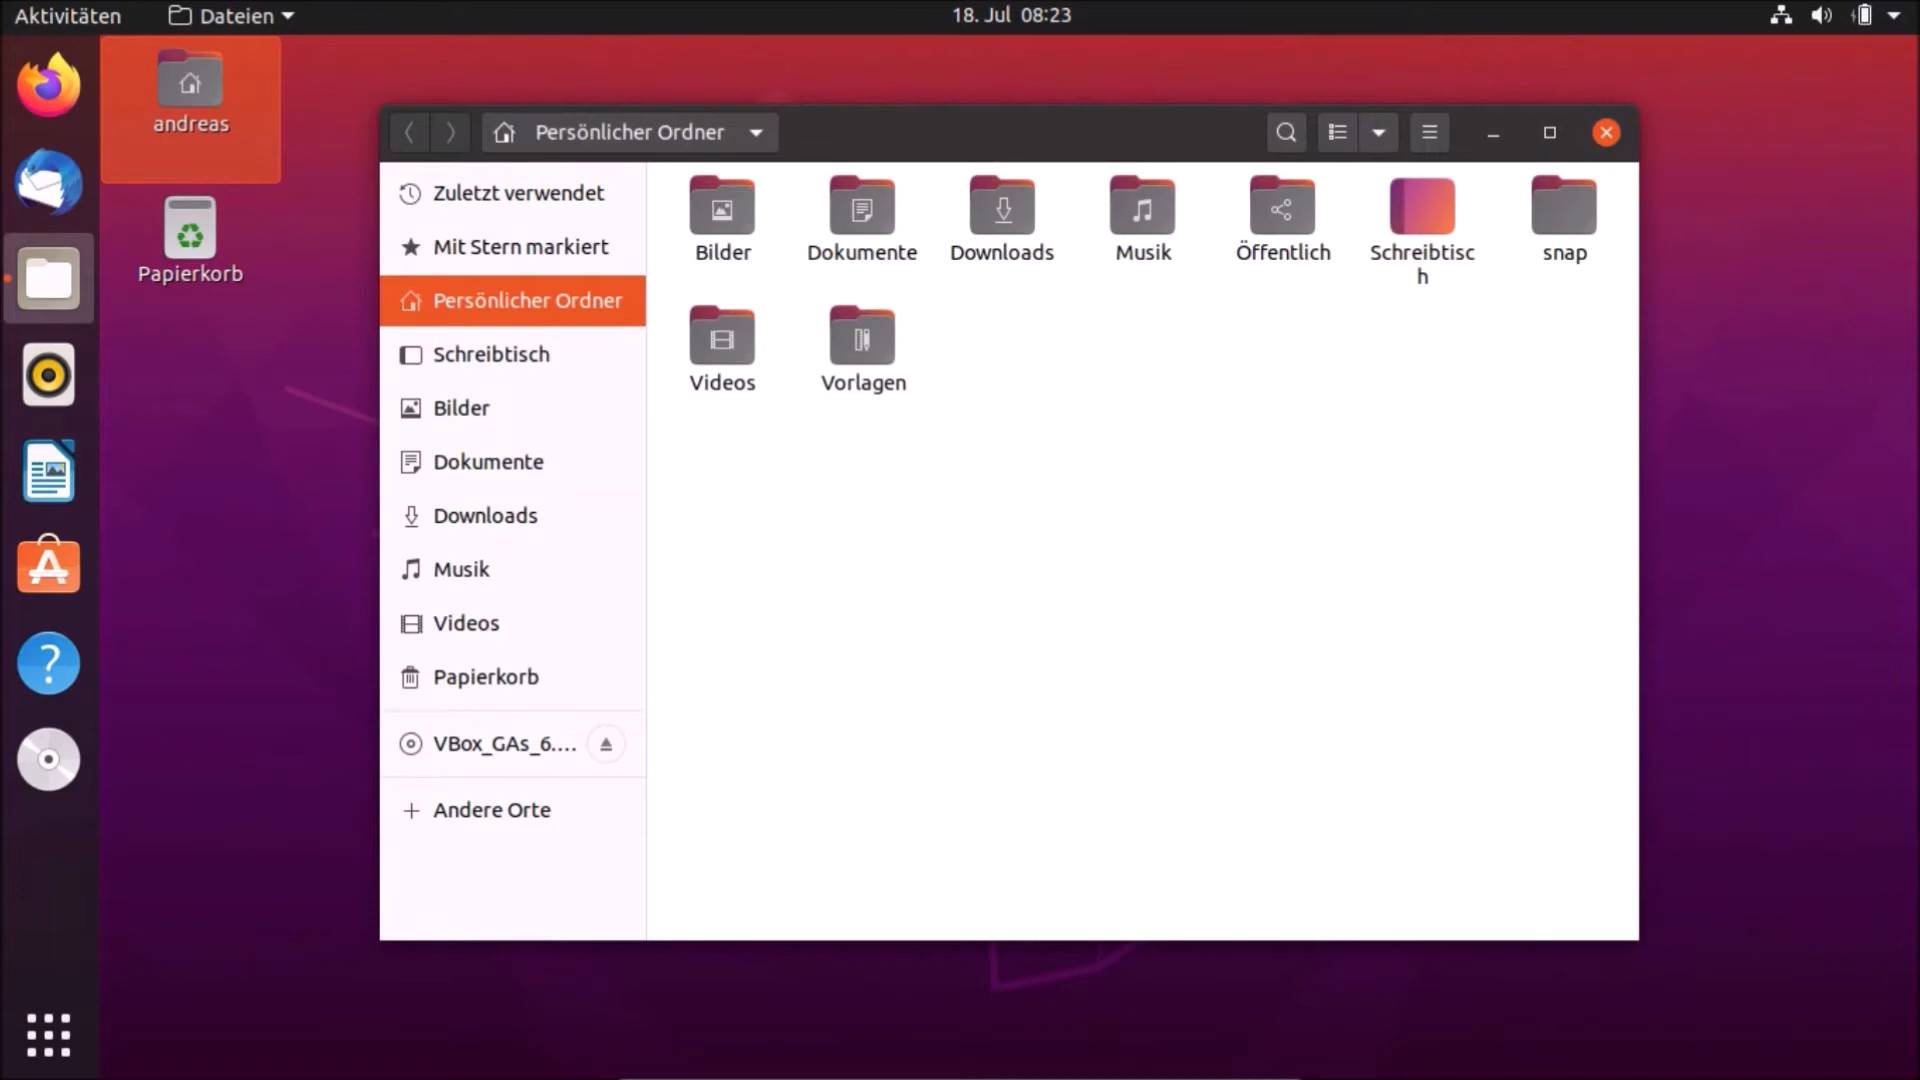 Aktivitäten
Dateien
18. Jul 08:23
andreas
Papierkorb
Persönlicher Ordner
Zuletzt verwendet
Mit Stern markiert
Persönlicher Ordner
Schreibtisch
Bilder
Dokumente
Downloads
Musik
Videos
Papierkorb
VBox_GAs_6....
Andere Orte
Bilder
Dokumente
Downloads
Musik
Öffentlich
Schreibtisc
h
snap
Videos
Vorlagen